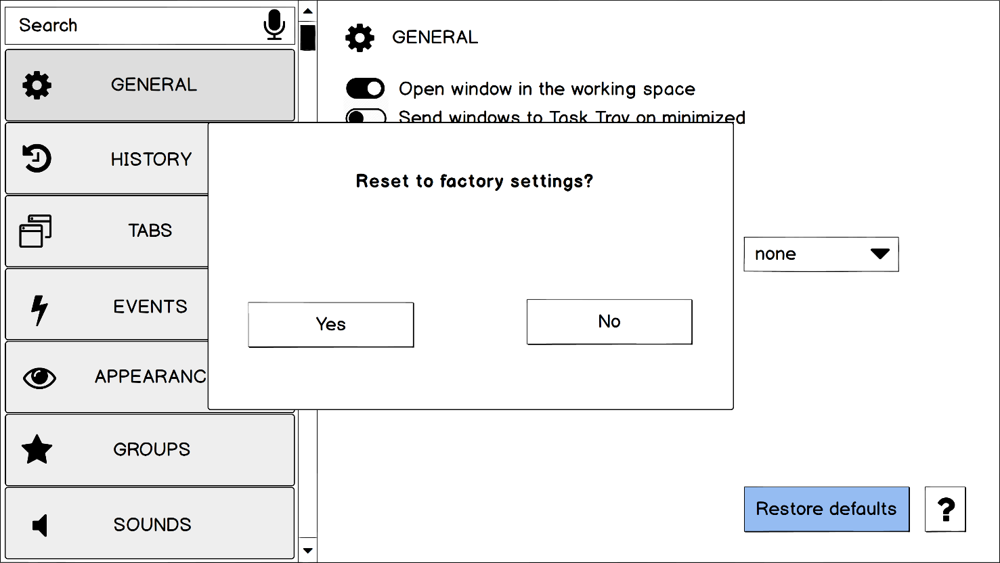 Search
GENERAL
HISTORY
TABS
EVENTS
APPEARANC
GROUPS
SOUNDS
GENERAL
Open window in the working space
Send windows to Task Tray on minimized
Reset to factory settings?
Yes
No
none
Restore defaults
?